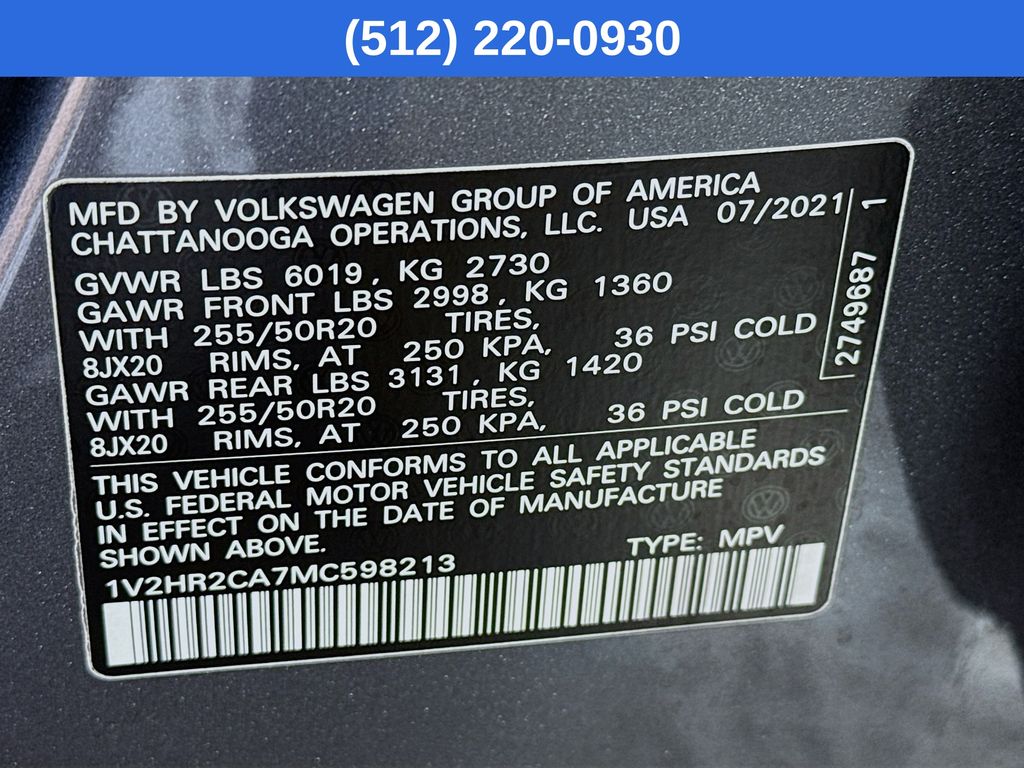 (512) 220-0930
MFD BY VOLKSWAGEN GROUP OF AMERICA
CHATTANOOGA OPERATIONS, LLC. USA 07/2021
GVWR LBS 6019, KG 2730
GAWR FRONT LBS 2998, KG 1360
WITH 255/50R20 TIRES,
8JX20 RIMS, AT 250 KPA, 36 PSI COLD
GAWR REAR LBS 3131, KG 1420
WITH 255/50R20 TIRES,
8JX20 RIMS, AT 250 KPA, 36 PSI COLD
2749687 1
THIS VEHICLE CONFORMS TO ALL APPLICABLE
U.S. FEDERAL MOTOR VEHICLE SAFETY STANDARDS
IN EFFECT ON THE DATE OF MANUFACTURE
SHOWN ABOVE.
TYPE: MPV
1V2HR2CA7MC598213